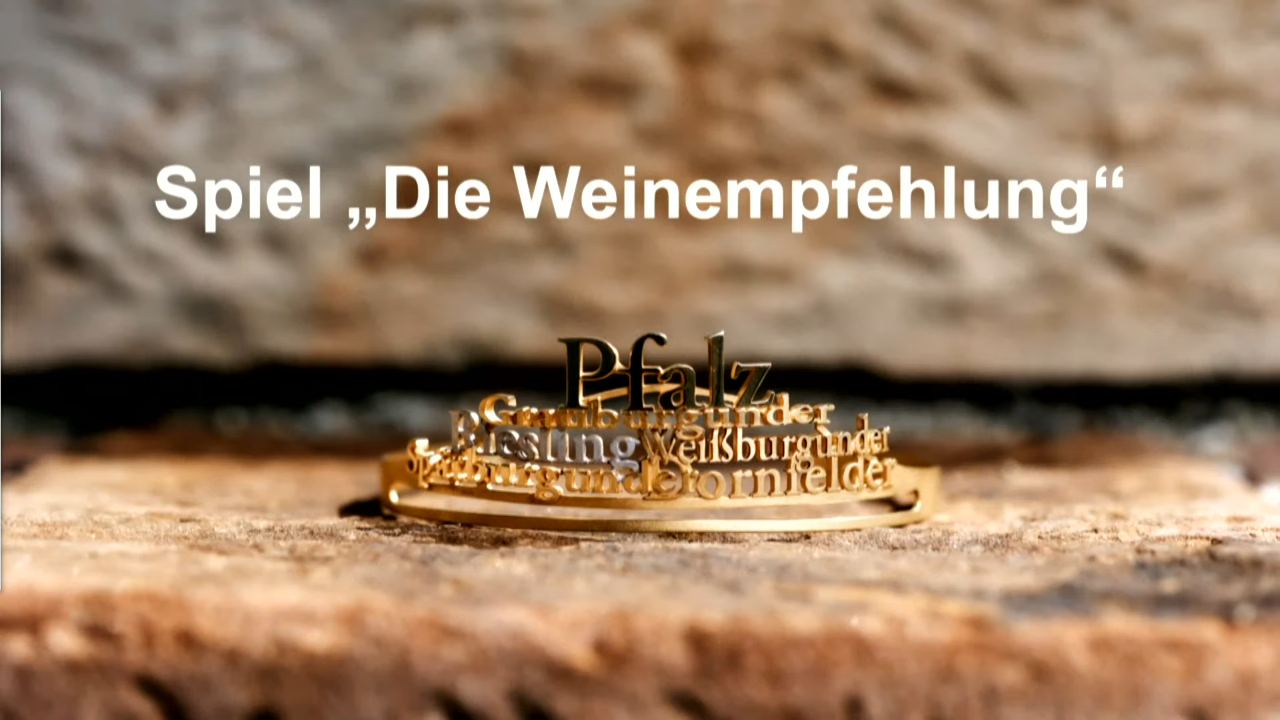 Spiel „Die Weinempfehlung“
Pfalz
Grauburgunder
Riesling Weißburgunder
Spätburgunder Dornfelder